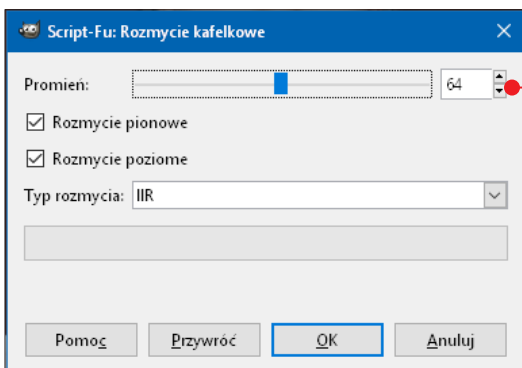 Script-Fu: Rozmycie kafelkowe
Promień: 64
Rozmycie pionowe
Rozmycie poziome
Typ rozmycia: IIR
Pomoc Przywróć OK Anuluj